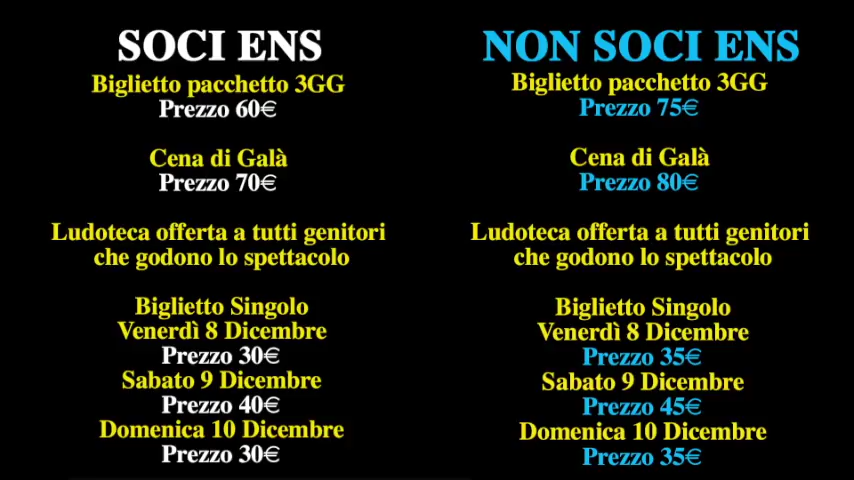 SOCI ENS
Biglietto pacchetto 3GG
Prezzo 60€
Cena di Galà
Prezzo 70€
Ludoteca offerta a tutti genitori
che godono lo spettacolo
Biglietto Singolo
Venerdì 8 Dicembre
Prezzo 30€
Sabato 9 Dicembre
Prezzo 40€
Domenica 10 Dicembre
Prezzo 30€
NON SOCI ENS
Biglietto pacchetto 3GG
Prezzo 75€
Cena di Galà
Prezzo 80€
Ludoteca offerta a tutti genitori
che godono lo spettacolo
Biglietto Singolo
Venerdì 8 Dicembre
Prezzo 35€
Sabato 9 Dicembre
Prezzo 45€
Domenica 10 Dicembre
Prezzo 35€